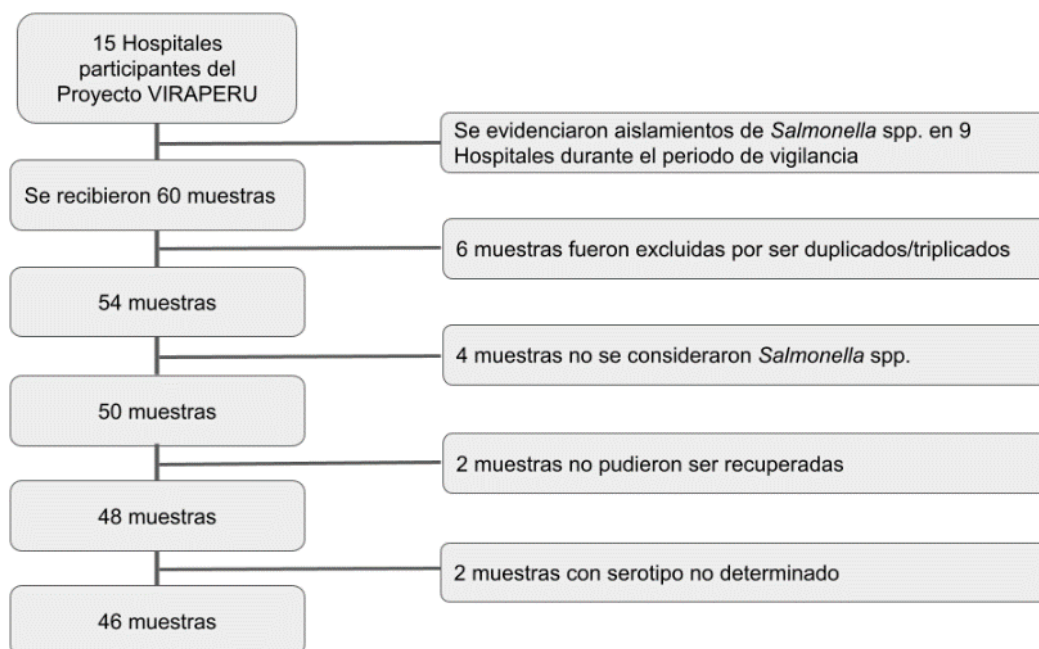 15 Hospitales
participantes del
Proyecto VIRAPERU
Se evidenciaron aislamientos de Salmonella spp. en 9
Hospitales durante el periodo de vigilancia
Se recibieron 60 muestras
6 muestras fueron excluidas por ser duplicados/triplicados
54 muestras
4 muestras no se consideraron Salmonella spp.
50 muestras
2 muestras no pudieron ser recuperadas
48 muestras
2 muestras con serotipo no determinado
46 muestras